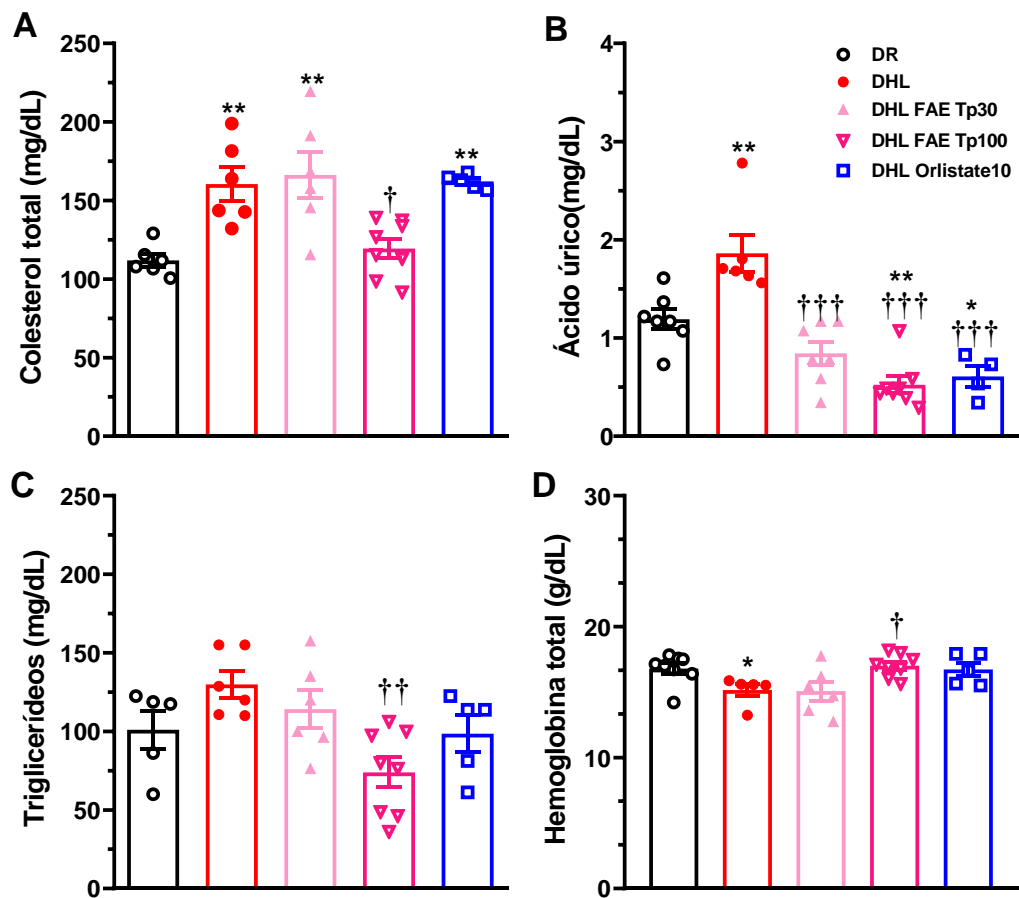 A
Colesterol total (mg/dL)
250
200
150
100
50
0
**
**
†
**
B
Ácido úrico(mg/dL)
4
3
2
1
0
DR
DHL
DHL FAE Tp30
DHL FAE Tp100
DHL Orlistate10
**
†††
**
†††
*
†††
C
Triglicerídeos (mg/dL)
250
200
150
100
50
0
††
D
Hemoglobina total (g/dL)
30
20
10
0
*
†